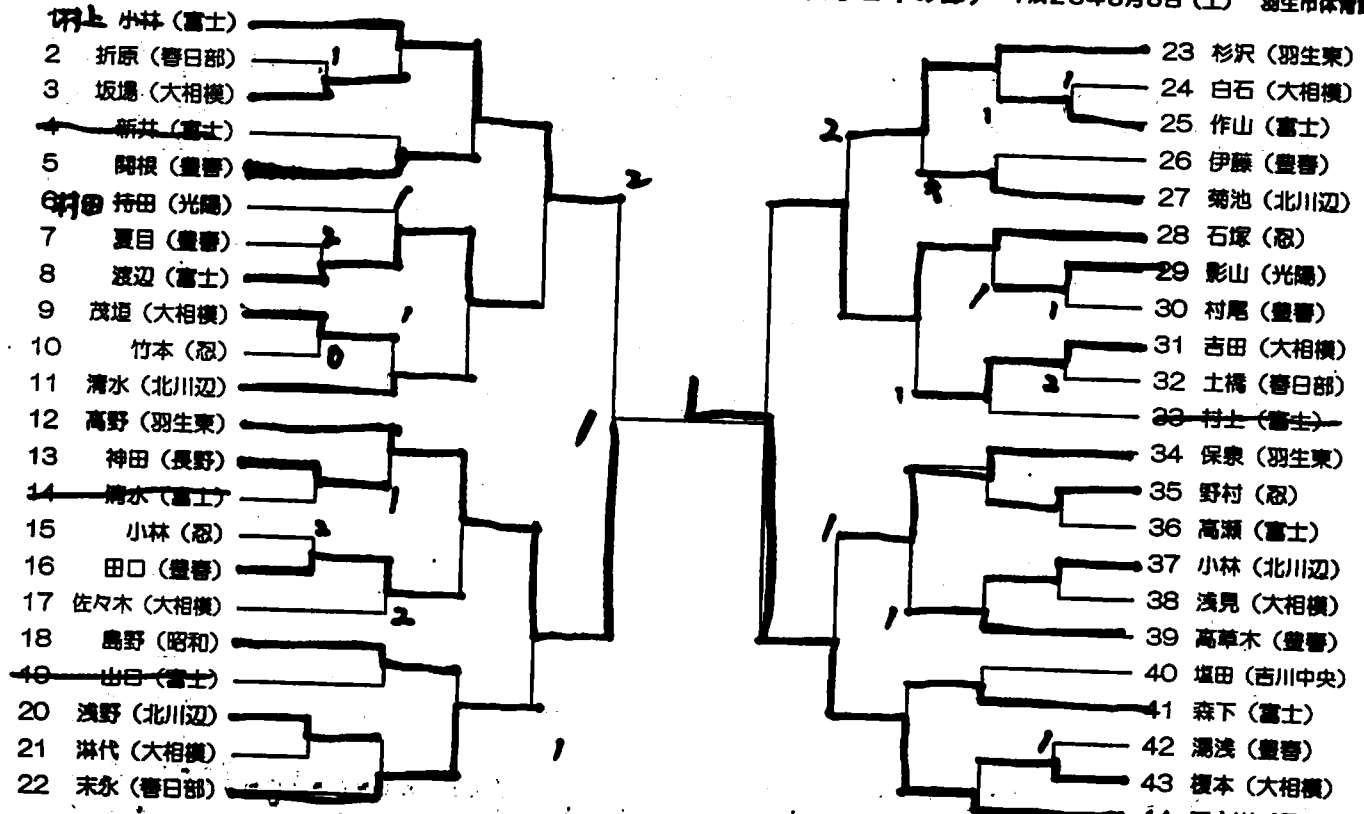 (土)
村上 小林（富士）
2 折原（春日部）
3 坂場（大相模）
4 新井（富士）
5 関根（豊春）
6 村田 持田（光陽）
7 夏目（豊春）
8 渡辺（富士）
9 茂垣（大相模）
10 竹本（忍）
11 清水（北川辺）
12 高野（羽生東）
13 神田（長野）
14 清水（富士）
15 小林（忍）
16 田口（豊春）
17 佐々木（大相模）
18 島野（昭和）
19 山口（富士）
20 浅野（北川辺）
21 淋代（大相模）
22 末永（春日部）
23 杉沢（羽生東）
24 白石（大相模）
25 作山（富士）
26 伊藤（豊春）
27 菊池（北川辺）
28 石塚（忍）
29 影山（光陽）
30 村尾（豊春）
31 吉田（大相模）
32 土橋（春日部）
33 村上（富士）
34 保泉（羽生東）
35 野村（忍）
36 高瀬（富士）
37 小林（北川辺）
38 浅見（大相模）
39 高草木（豊春）
40 塩田（吉川中央）
41 森下（富士）
42 湯浅（豊春）
43 榎本（大相模）